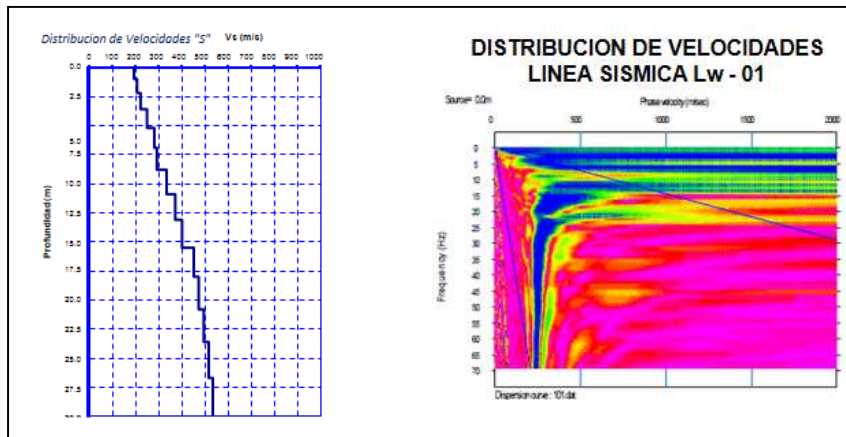 Distribucion de Velocidades "S" Vs (m/s)
0 100 200 300 400 500 600 700 800 900 1000
0.0
2.5
5.0
7.5
10.0
12.5
15.0
17.5
20.0
22.5
25.0
27.5
30.0
Profundidad (m)
DISTRIBUCION DE VELOCIDADES
LINEA SISMICA Lw - 01
Source= 0.0m
Phase velocity (m/sec)
0 500 1000 1500 2000
0
5
10
15
20
25
30
35
40
45
50
55
60
65
70
Frequency (Hz)
Dispersion curve : 101.dat